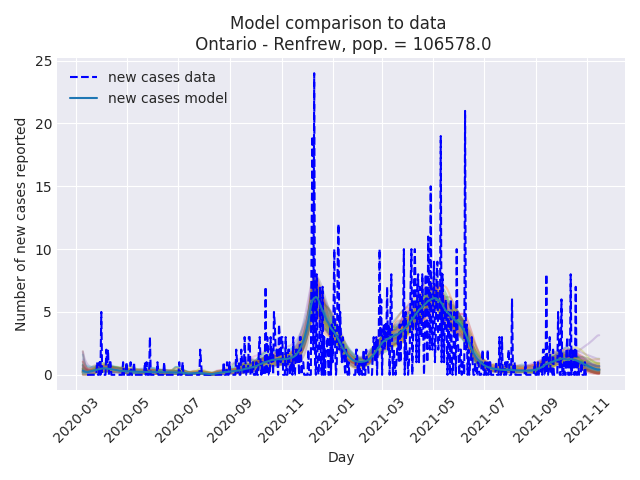 Model comparison to data
Ontario - Renfrew, pop. = 106578.0
new cases data
new cases model
Number of new cases reported
25
20
15
10
5
0
2020-03
2020-05
2020-07
2020-09
2020-11
2021-01
2021-03
2021-05
2021-07
2021-09
2021-11
Day